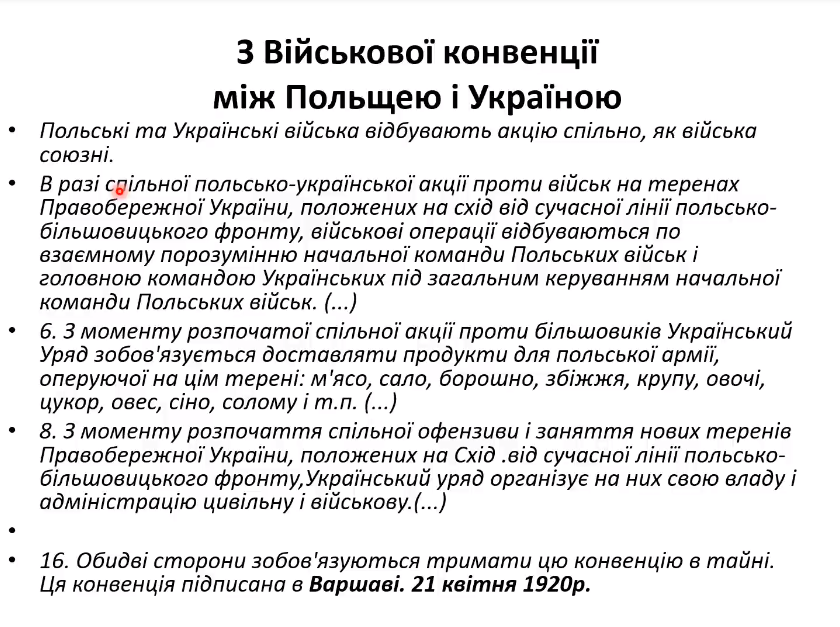 З Військової конвенції
між Польщею і Україною
• Польські та Українські війська відбувають акцію спільно, як війська
союзні.
• В разі спільної польсько-української акції проти військ на теренах
Правобережної України, положених на схід від сучасної лінії польсько-
більшовицького фронту, військові операції відбуваються по
взаємному порозумінню начальної команди Польських військ і
головною командою Українських під загальним керуванням начальної
команди Польських військ. (...)
• 6. З моменту розпочатої спільної акції проти більшовиків Український
Уряд зобов'язується доставляти продукти для польської армії,
оперуючої на цім терені: м'ясо, сало, борошно, збіжжя, крупу, овочі,
цукор, овес, сіно, солому і т.п. (...)
• 8. З моменту розпочаття спільної офензиви і заняття нових теренів
Правобережної України, положених на Схід .від сучасної лінії польсько-
більшовицького фронту,Український уряд організує на них свою владу і
адміністрацію цивільну і військову.(...)
•
• 16. Обидві сторони зобов'язуються тримати цю конвенцію в тайні.
Ця конвенція підписана в Варшаві. 21 квітня 1920р.